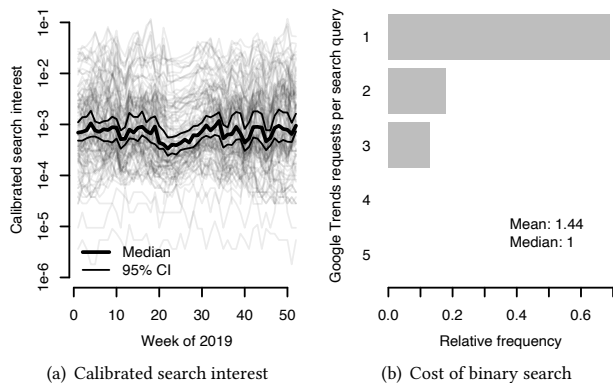 Calibrated search interest
1e-1
1e-2
1e-3
1e-4
1e-5
1e-6
Median
95% CI
0 10 20 30 40 50
Week of 2019
(a) Calibrated search interest
Google Trends requests per search query
1
2
3
4
5
Mean: 1.44
Median: 1
0.0 0.2 0.4 0.6
Relative frequency
(b) Cost of binary search